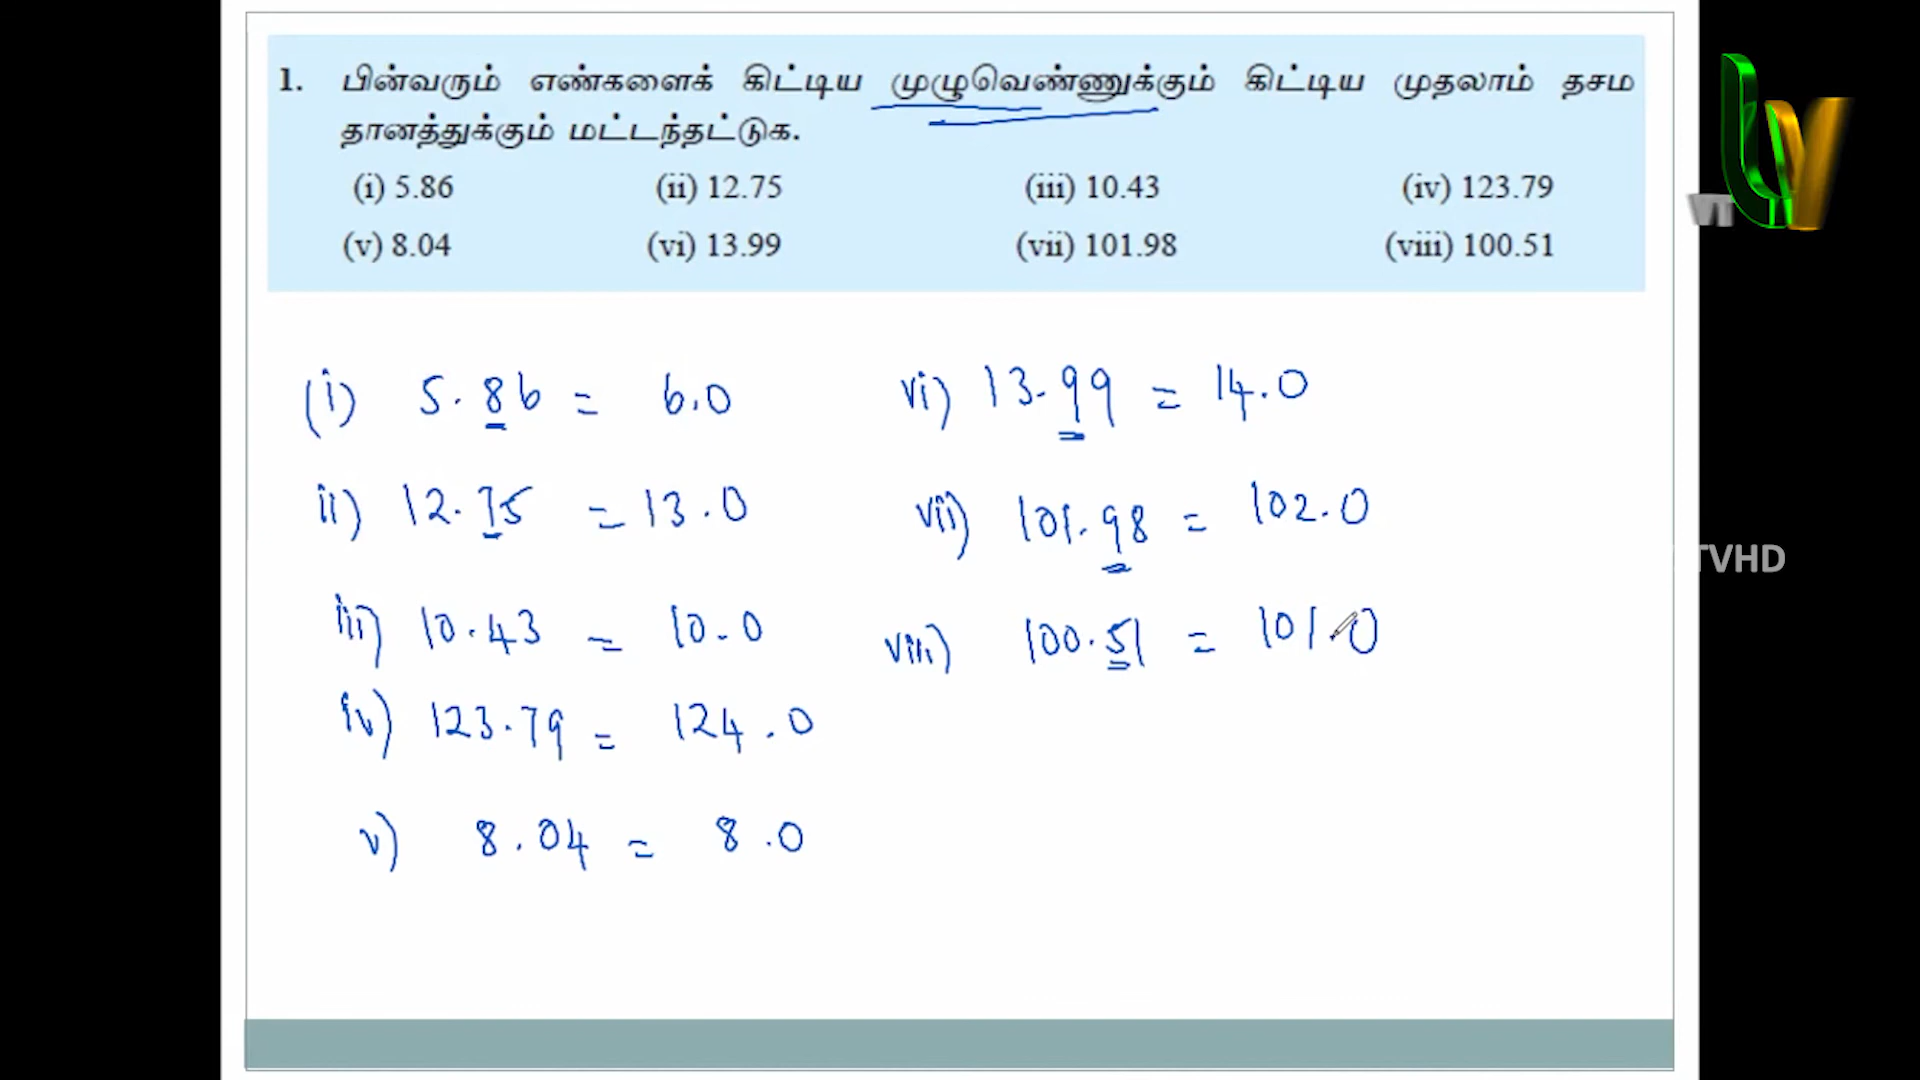 1. பின்வரும் எண்களைக் கிட்டிய முழுவெண்ணுக்கும் கிட்டிய முதலாம் தசம
தானத்துக்கும் மட்டந்தட்டுக.
(i) 5.86 (ii) 12.75 (iii) 10.43 (iv) 123.79
(v) 8.04 (vi) 13.99 (vii) 101.98 (viii) 100.51
(i) 5.86 = 6.0
ii) 12.75 = 13.0
iii) 10.43 = 10.0
iv) 123.79 = 124.0
v) 8.04 = 8.0
vi) 13.99 = 14.0
vii) 101.98 = 102.0
viii) 100.51 = 101.0
VT
TVHD